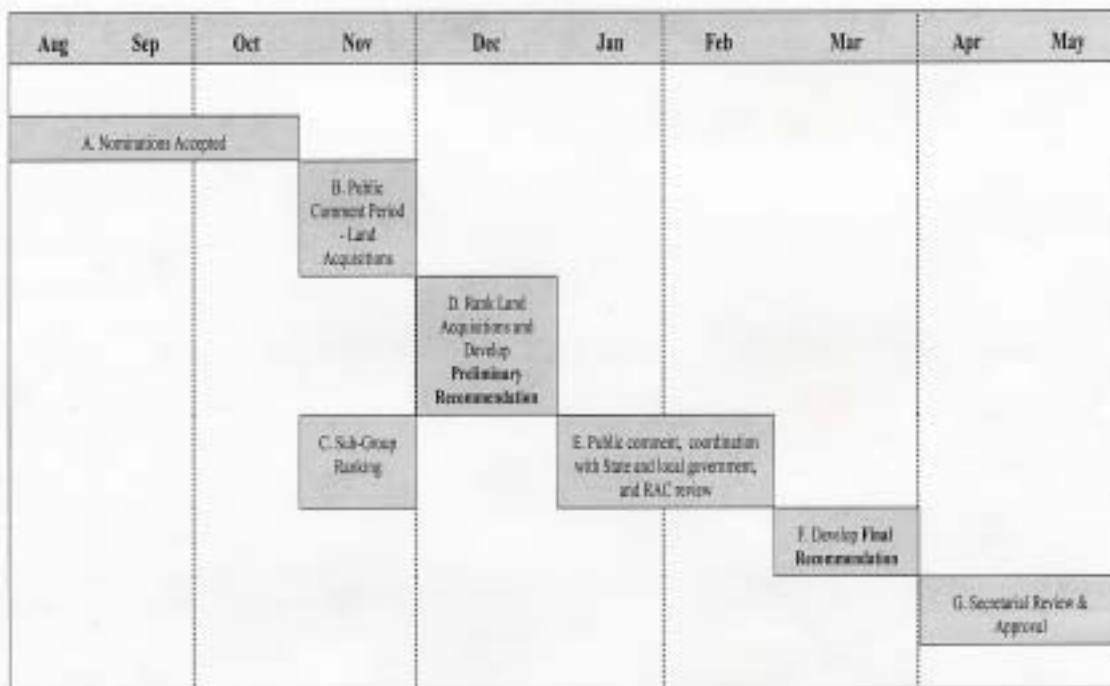 Aug Sep Oct Nov Dec Jan Feb Mar Apr May
A. Nominations Accepted
B. Public
Comment Period
- Land
Acquisitions
D. Rank Land
Acquisitions and
Develop
Preliminary
Recommendation
C. Sub-Group
Ranking
E. Public comment, coordination
with State and local government,
and RAC review
F. Develop Final
Recommendation
G. Secretarial Review &
Approval